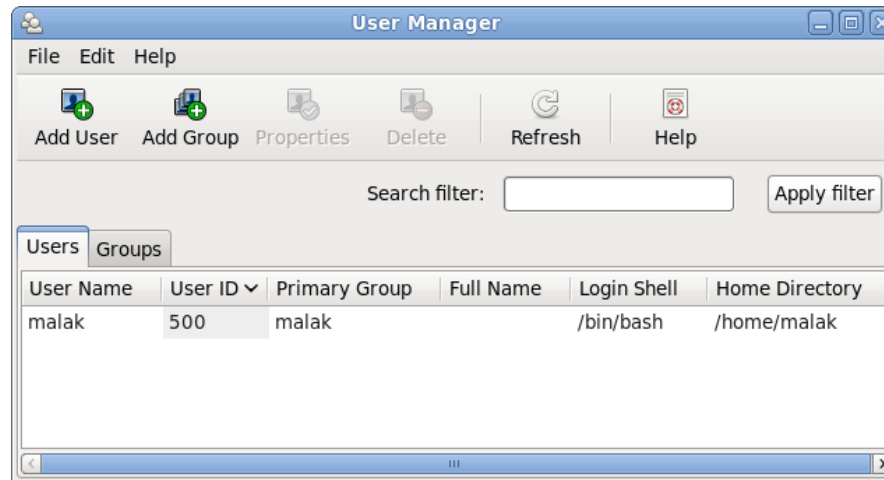 User Manager
File Edit Help
Add User Add Group Properties Delete Refresh Help
Search filter: Apply filter
Users Groups
User Name User ID Primary Group Full Name Login Shell Home Directory
malak 500 malak /bin/bash /home/malak